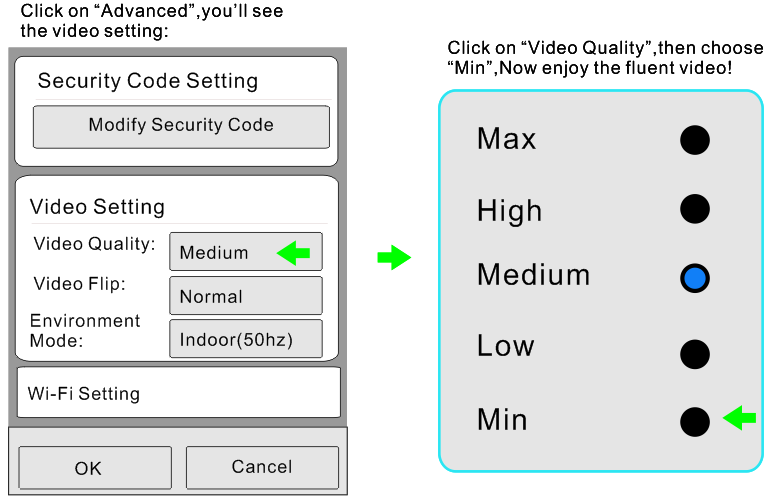 Click on “Advanced”,you’ll see
the video setting:
Security Code Setting
Modify Security Code
Video Setting
Video Quality:
Medium
Video Flip:
Normal
Environment
Mode:
Indoor(50hz)
Wi-Fi Setting
OK
Cancel
Click on “Video Quality”,then choose
“Min”,Now enjoy the fluent video!
Max
High
Medium
Low
Min